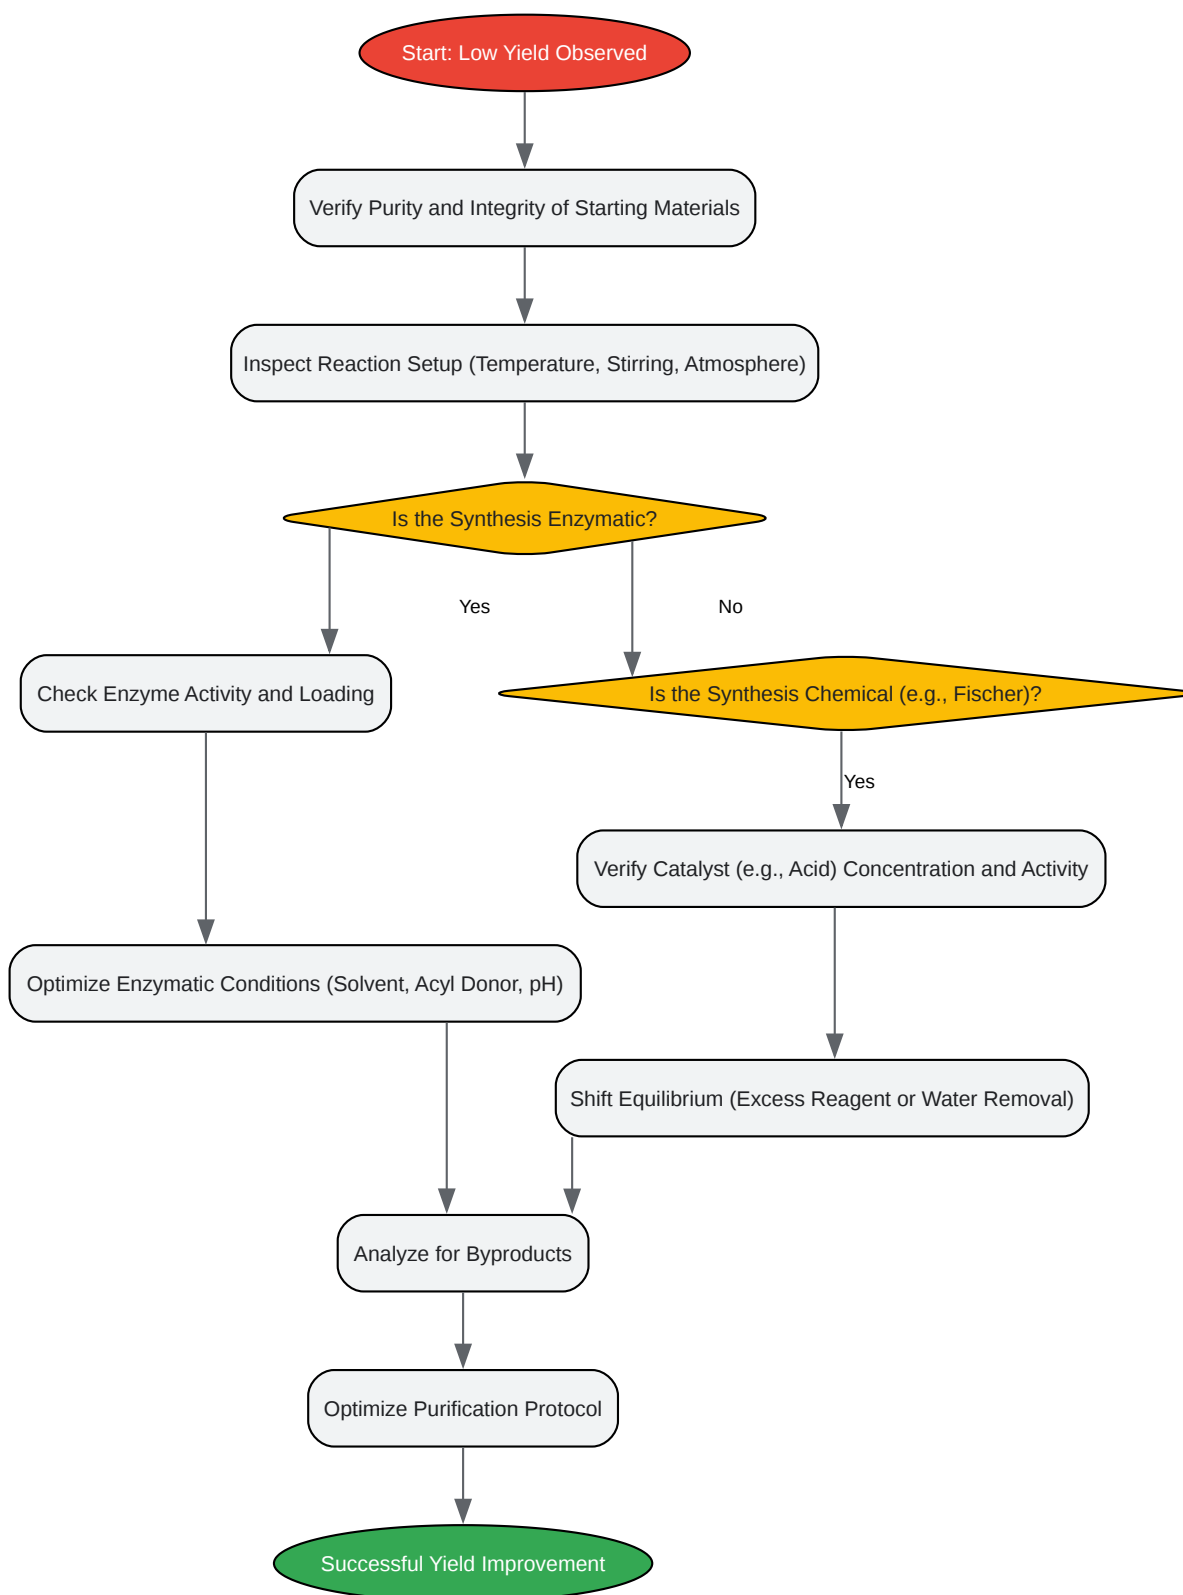 Start: Low Yield Observed
Verify Purity and Integrity of Starting Materials
Inspect Reaction Setup (Temperature, Stirring, Atmosphere)
Is the Synthesis Enzymatic?
Yes
No
Check Enzyme Activity and Loading
Is the Synthesis Chemical (e.g., Fischer)?
Yes
Verify Catalyst (e.g., Acid) Concentration and Activity
Optimize Enzymatic Conditions (Solvent, Acyl Donor, pH)
Shift Equilibrium (Excess Reagent or Water Removal)
Analyze for Byproducts
Optimize Purification Protocol
Successful Yield Improvement